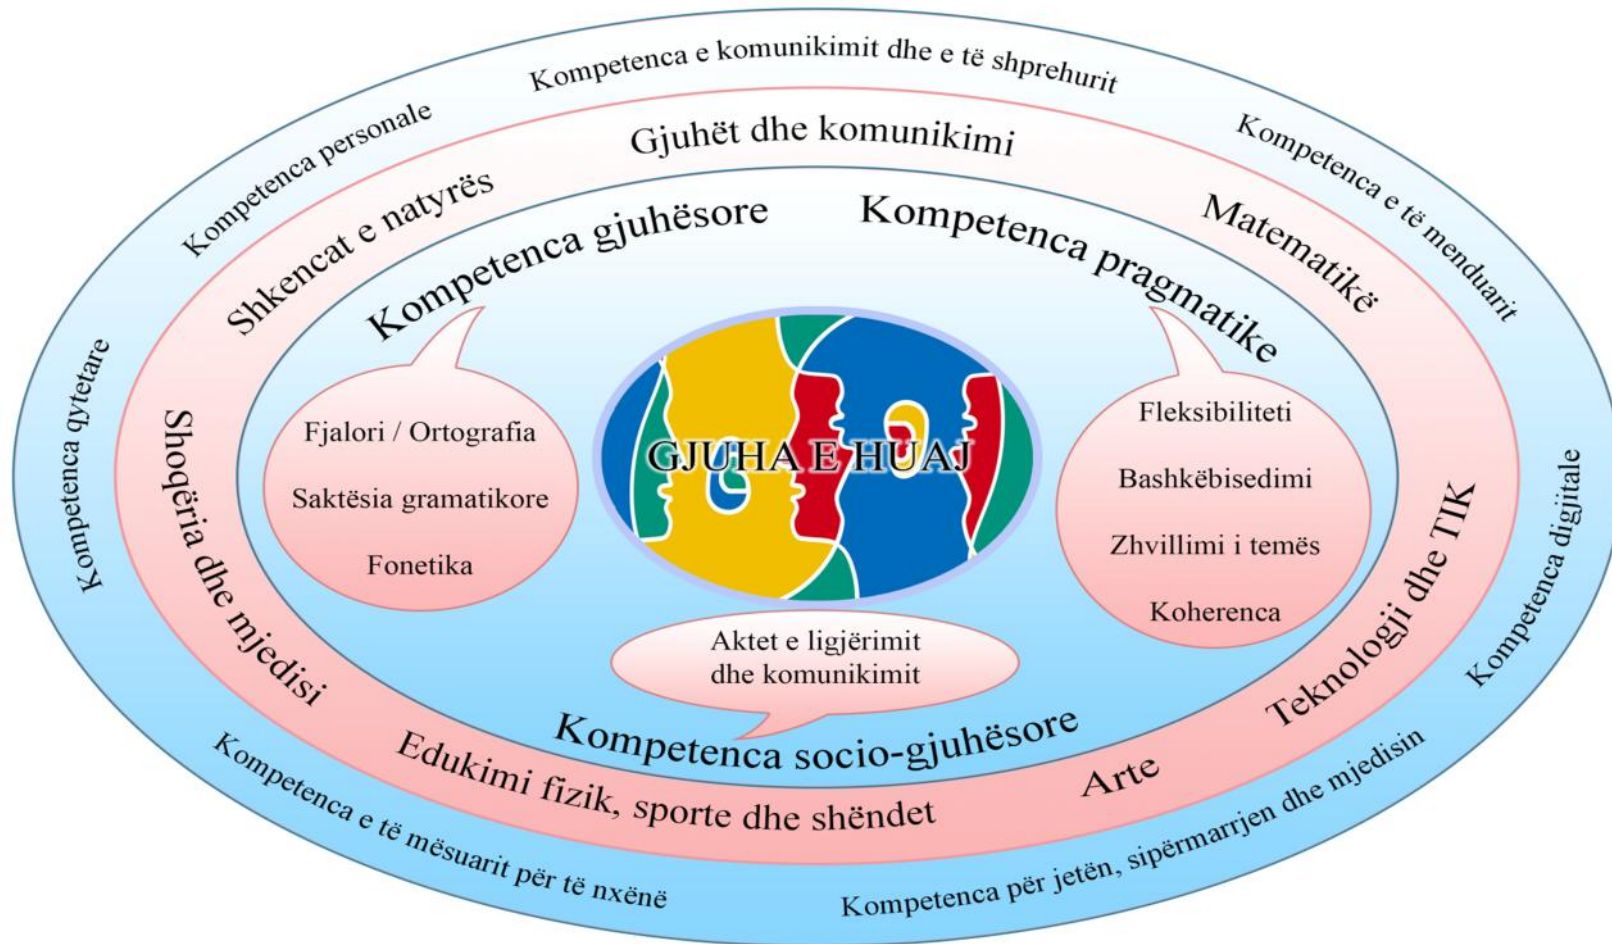 Kompetenca e komunikimit dhe e të shprehurit
Kompetenca personale
Kompetenca e të menduarit
Kompetenca qytetare
Kompetenca digjitale
Kompetenca e të mësuarit për të nxënë
Kompetenca për jetën, sipërmarrjen dhe mjedisin
Gjuhët dhe komunikimi
Shkencat e natyrës
Matematikë
Shoqëria dhe mjedisi
Teknologji dhe TIK
Edukimi fizik, sporte dhe shëndet
Arte
Kompetenca gjuhësore
Kompetenca pragmatike
Fjalori / Ortografia
Saktësia gramatikore
Fonetika
GJUHA E HUAJ
Fleksibiliteti
Bashkëbisedimi
Zhvillimi i temës
Koherenca
Aktet e ligjërimit
dhe komunikimit
Kompetenca socio-gjuhësore